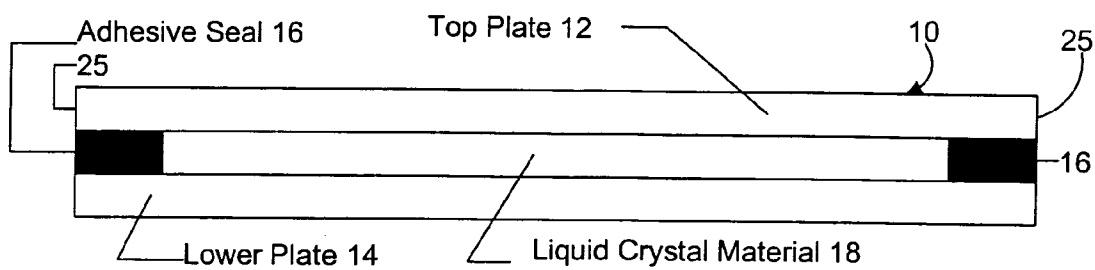 Adhesive Seal 16
Top Plate 12
10
25
25
16
Lower Plate 14
Liquid Crystal Material 18